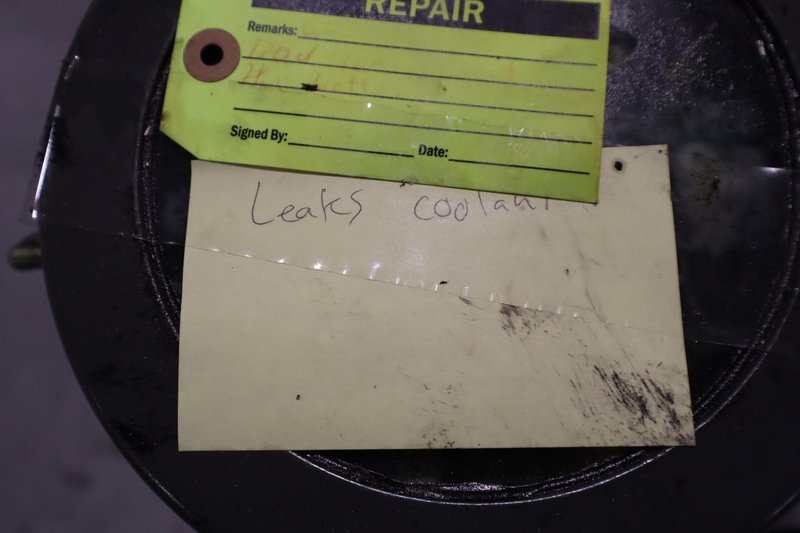 REPAIR
Remarks:
Signed By: Date:
Leaks coolant